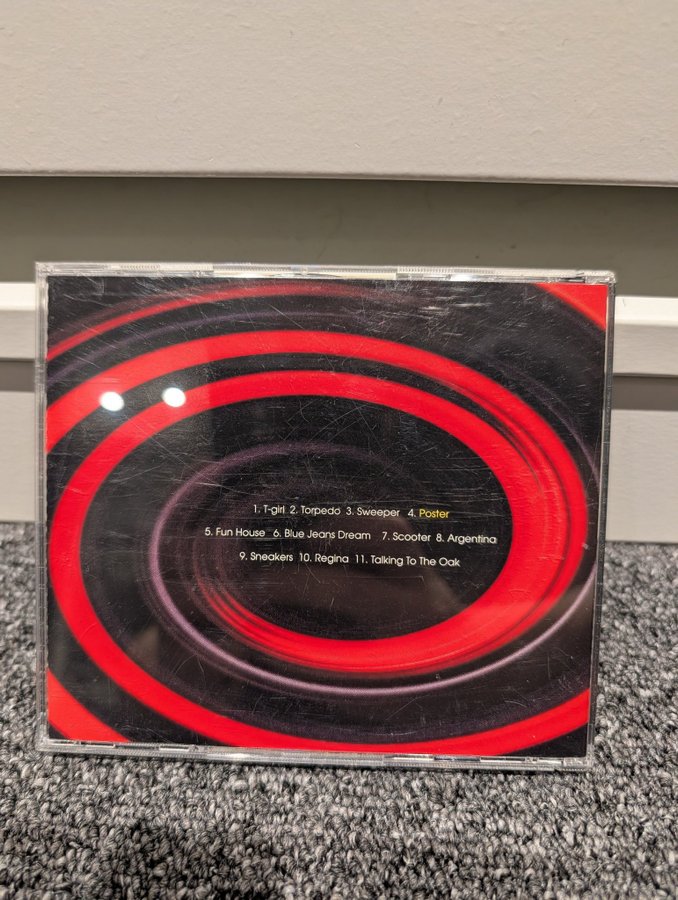 1. T-girl 2. Torpedo 3. Sweeper 4. Poster
5. Fun House 6. Blue Jeans Dream 7. Scooter 8. Argentina
9. Sneakers 10. Regina 11. Talking To The Oak